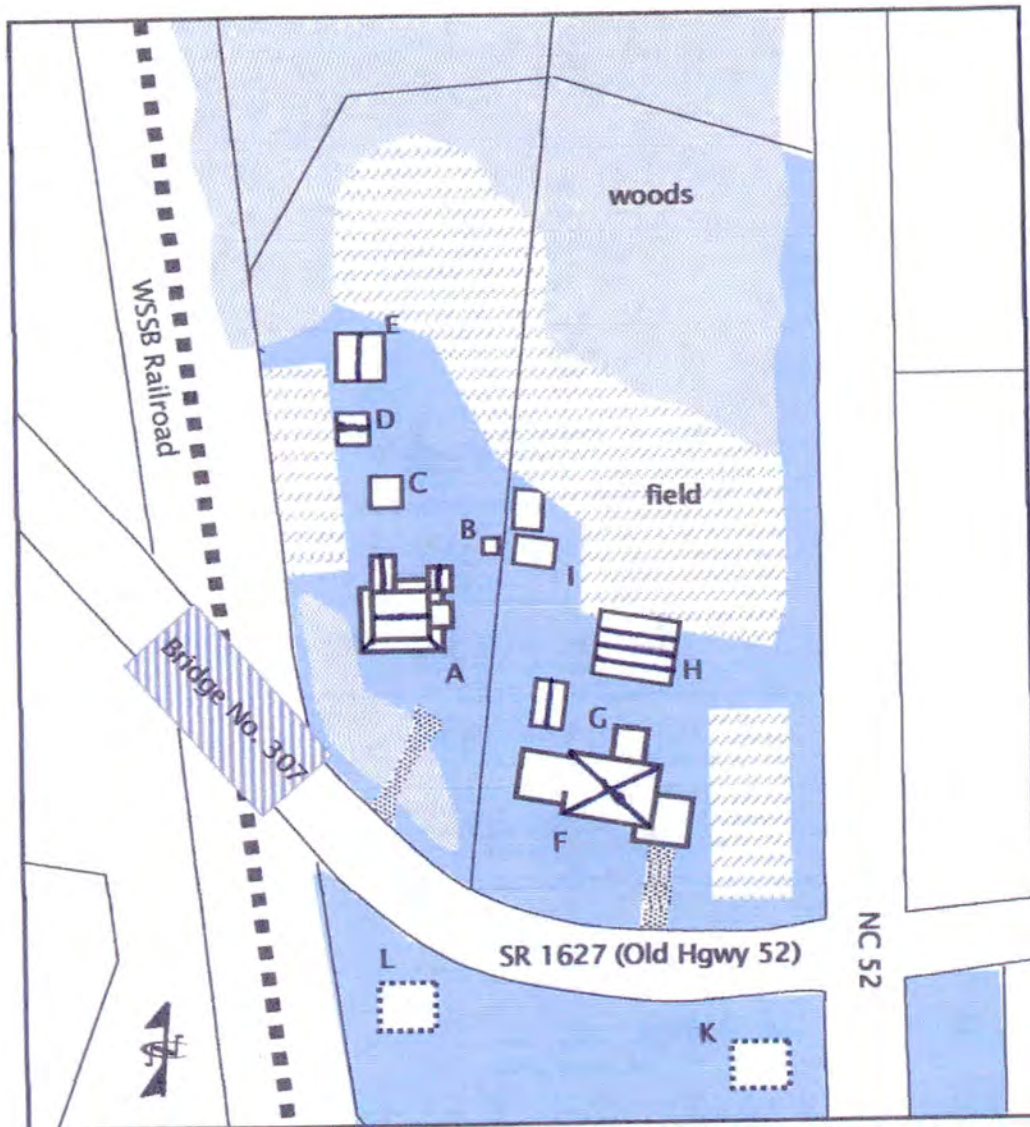 woods
WSSB Railroad
E
D
C
field
B
I
A
H
G
Bridge No. 307
F
SR 1627 (Old Hgwy 52)
NC 52
L
K